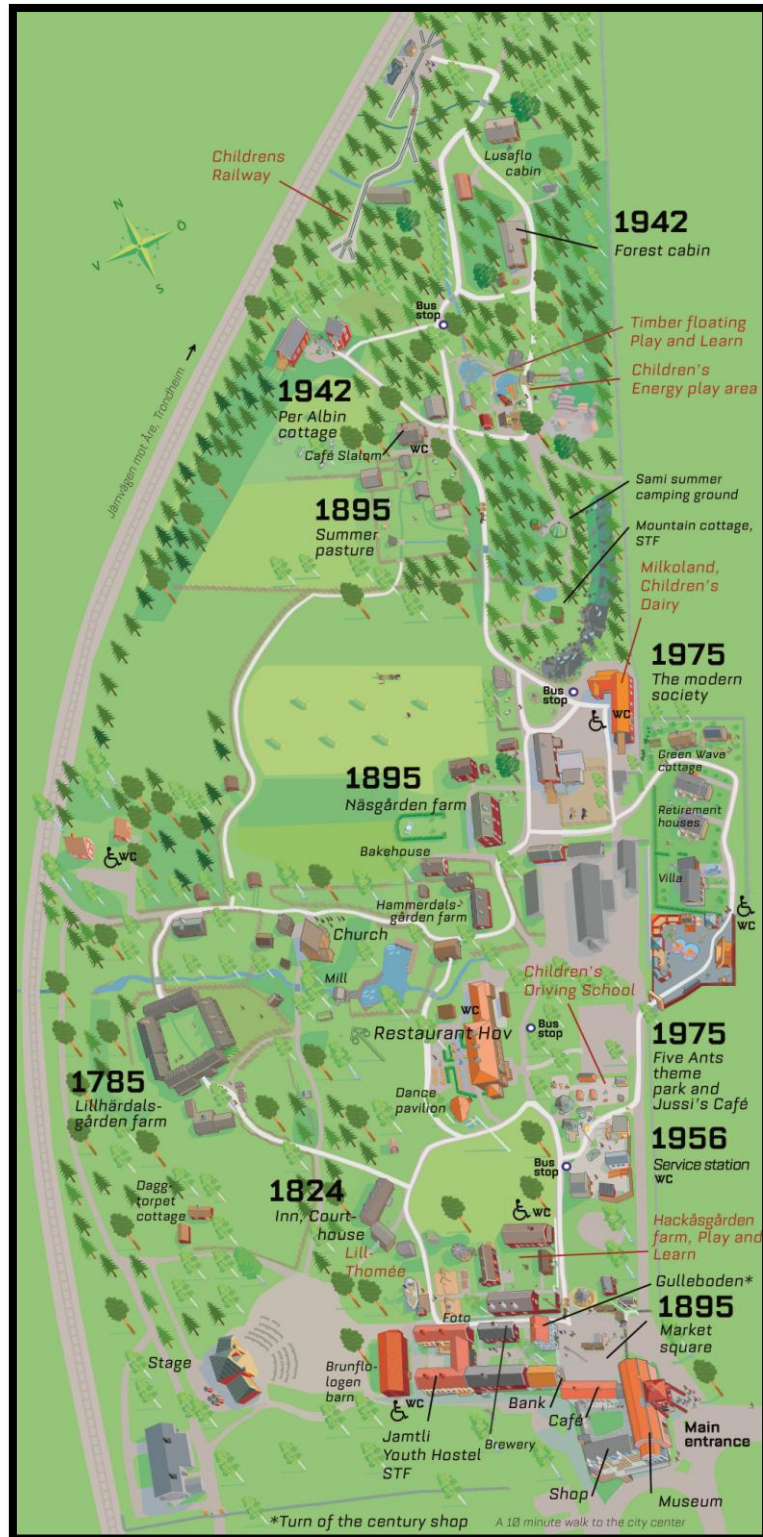 Childrens
Railway
Lusaflo
cabin
N
Ö
V
S
1942
Forest cabin
Bus
stop
Timber floating
Play and Learn
Children's
Energy play area
Järnvägen mot Åre, Trondheim
1942
Per Albin
cottage
Café Slalom
WC
1895
Summer
pasture
Sami summer
camping ground
Mountain cottage,
STF
Milkoland,
Children's
Dairy
1975
The modern
society
Bus
stop
WC
Green Wave
cottage
1895
Näsgården farm
Retirement
houses
Bakehouse
WC
Villa
Hammerdals-
gården farm
WC
Church
Mill
Children's
Driving School
WC
Restaurant Hov
Bus
stop
1785
Lillhärdals-
gården farm
Dance
pavilion
1975
Five Ants
theme
park and
Jussi's Café
1956
Service station
WC
Bus
stop
Dagg-
torpet
cottage
1824
Inn, Court-
house
Lill-
Thomée
WC
Hackåsgården
farm, Play and
Learn
Gulleboden*
1895
Market
square
Foto
Stage
Brunflo-
logen
barn
WC
Jamtli
Youth Hostel
STF
Brewery
Bank
Café
Main
entrance
Shop
Museum
*Turn of the century shop
A 10 minute walk to the city center